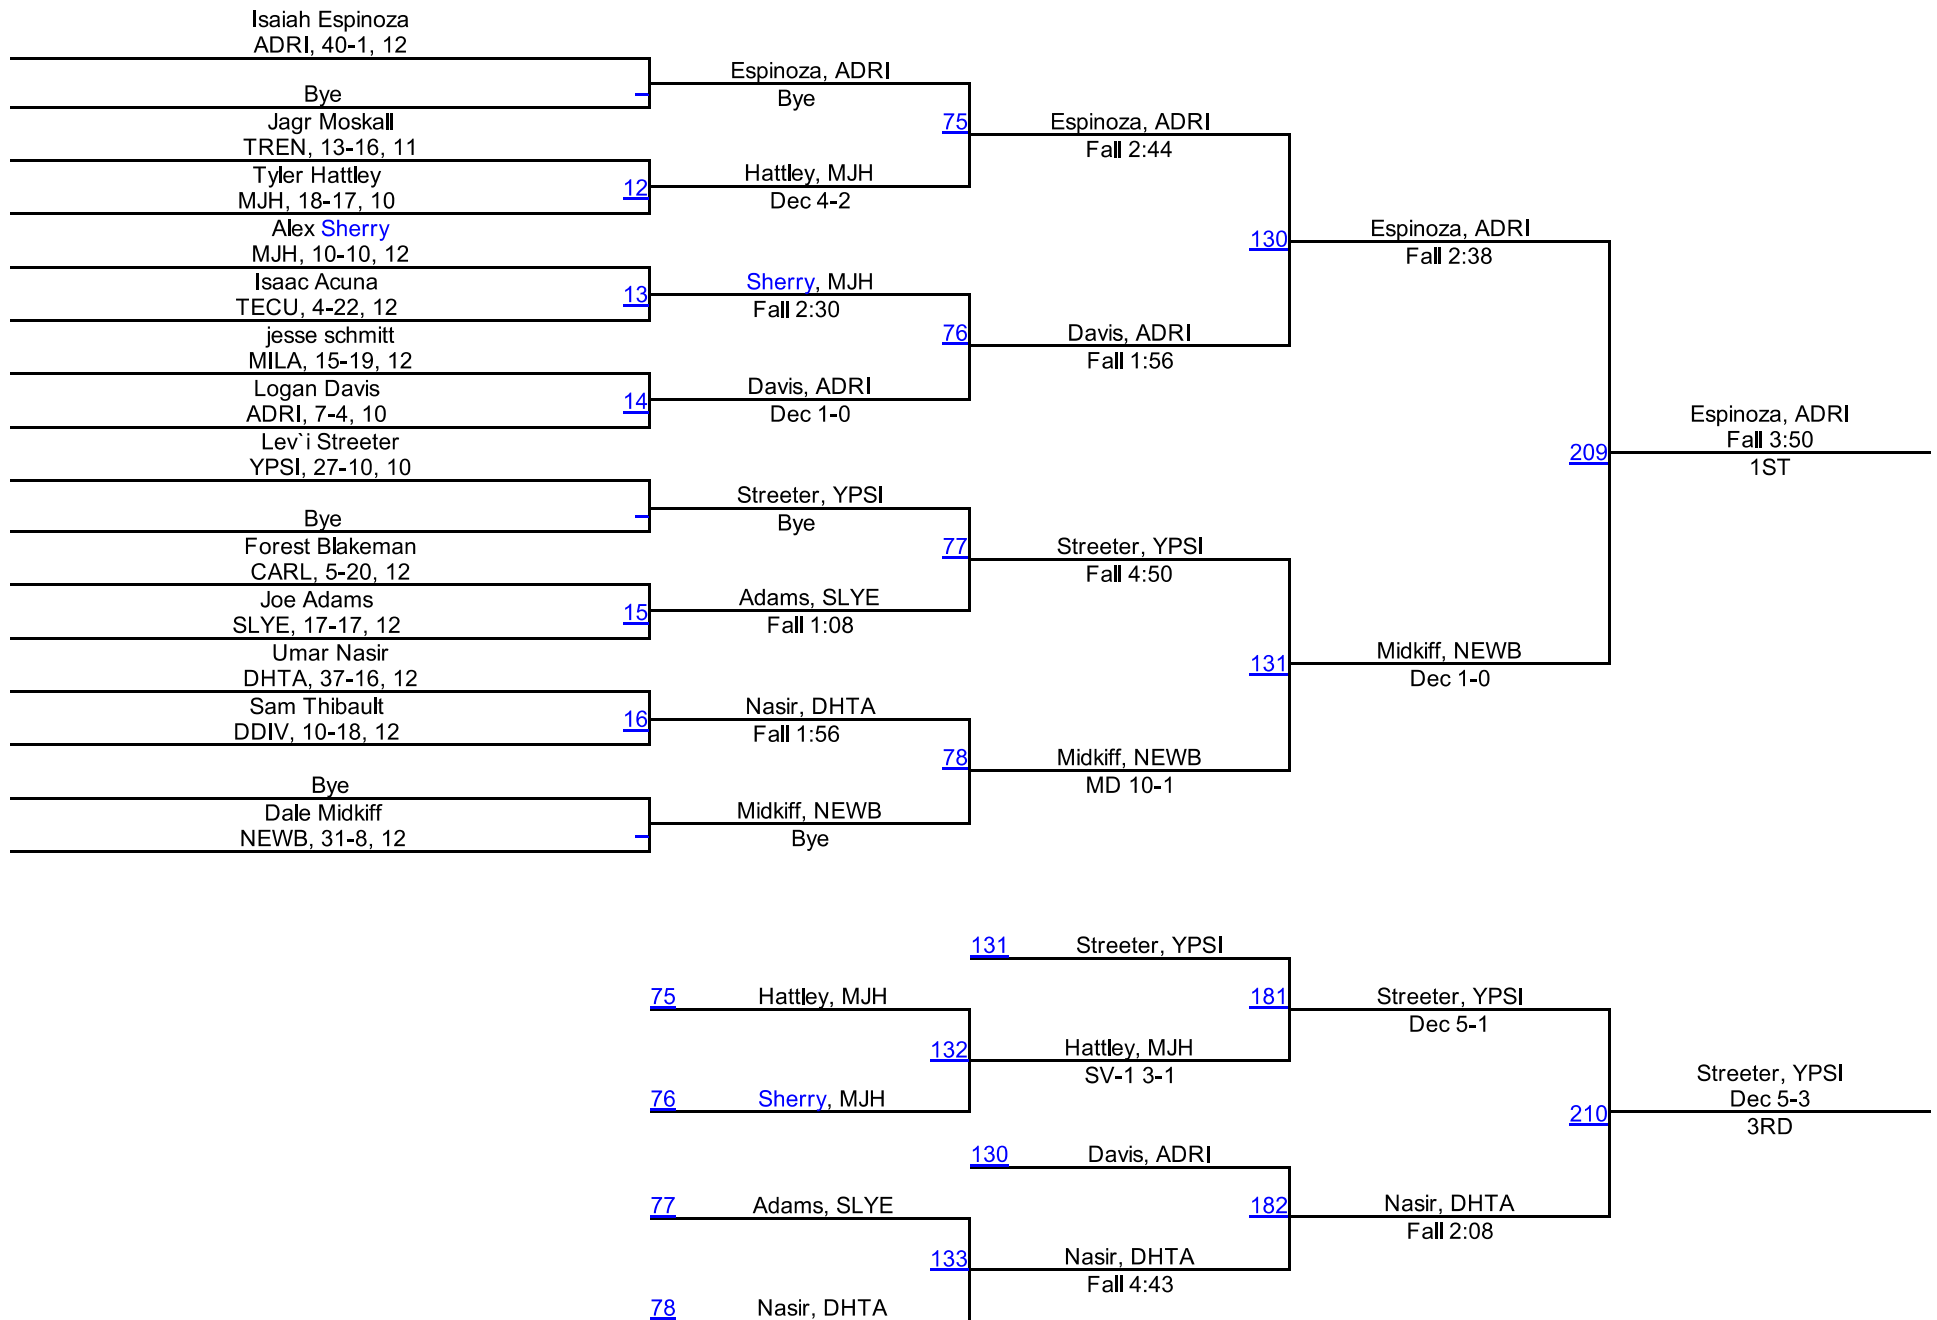 Isaiah Espinoza
ADRI, 40-1, 12
Bye
Jagr Moskall
TREN, 13-16, 11
Tyler Hattley
MJH, 18-17, 10
12
Alex Sherry
MJH, 10-10, 12
Isaac Acuna
TECU, 4-22, 12
13
jesse schmitt
MILA, 15-19, 12
Logan Davis
ADRI, 7-4, 10
14
Lev`i Streeter
YPSI, 27-10, 10
Bye
Forest Blakeman
CARL, 5-20, 12
Joe Adams
SLYE, 17-17, 12
15
Umar Nasir
DHTA, 37-16, 12
Sam Thibault
DDIV, 10-18, 12
16
Bye
Dale Midkiff
NEWB, 31-8, 12
Espinoza, ADRI
Bye
75
Hattley, MJH
Dec 4-2
Sherry, MJH
Fall 2:30
76
Davis, ADRI
Dec 1-0
Streeter, YPSI
Bye
77
Adams, SLYE
Fall 1:08
Nasir, DHTA
Fall 1:56
78
Midkiff, NEWB
Bye
Espinoza, ADRI
Fall 2:44
130
Davis, ADRI
Fall 1:56
Streeter, YPSI
Fall 4:50
131
Midkiff, NEWB
MD 10-1
Espinoza, ADRI
Fall 2:38
209
Midkiff, NEWB
Dec 1-0
Espinoza, ADRI
Fall 3:50
1ST
75 Hattley, MJH
132
76 Sherry, MJH
77 Adams, SLYE
133
78 Nasir, DHTA
131 Streeter, YPSI
181
Hattley, MJH
SV-1 3-1
130 Davis, ADRI
182
Nasir, DHTA
Fall 4:43
Streeter, YPSI
Dec 5-1
210
Nasir, DHTA
Fall 2:08
Streeter, YPSI
Dec 5-3
3RD